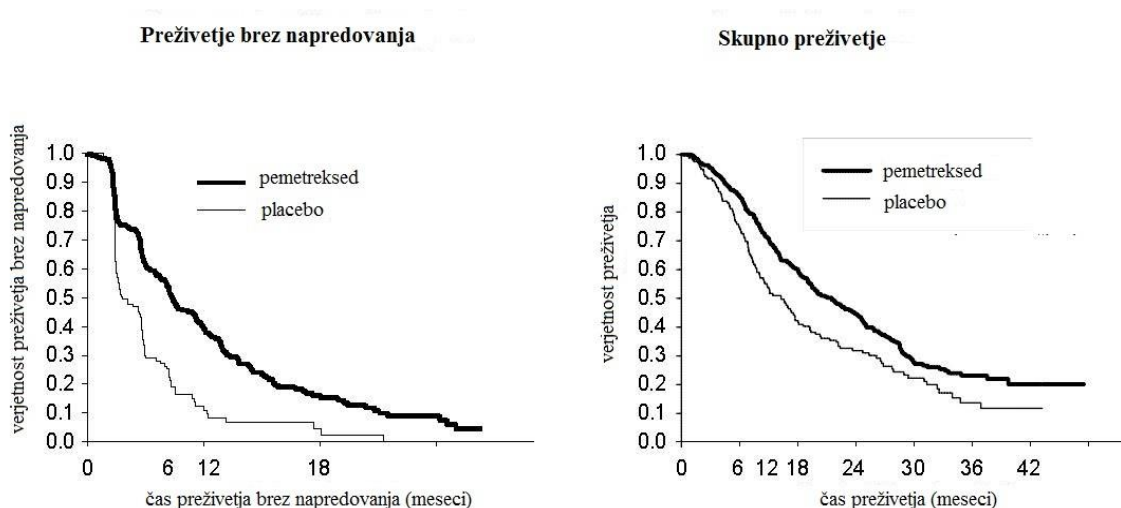 Preživetje brez napredovanja
verjetnost preživetja brez napredovanja
1.0
0.9
0.8
0.7
0.6
0.5
0.4
0.3
0.2
0.1
0.0
pemetreksed
placebo
0 6 12 18
čas preživetja brez napredovanja (meseci)
Skupno preživetje
verjetnost preživetja
1.0
0.9
0.8
0.7
0.6
0.5
0.4
0.3
0.2
0.1
0.0
pemetreksed
placebo
0 6 12 18 24 30 36 42
čas preživetja (meseci)